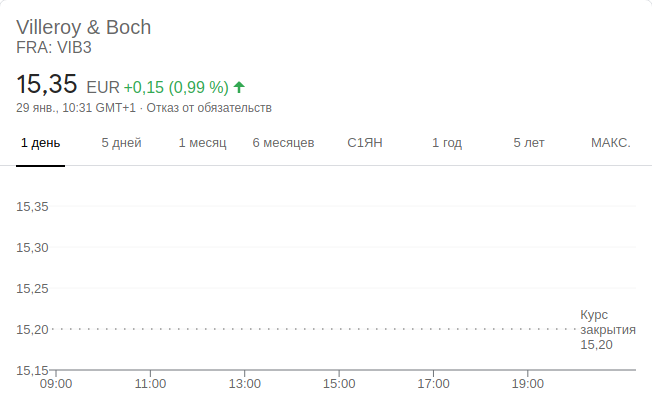 Villeroy & Boch
FRA: VIB3
15,35 EUR +0,15 (0,99 %)
29 янв., 10:31 GMT+1 · Отказ от обязательств
1 день 5 дней 1 месяц 6 месяцев С1ЯН 1 год 5 лет МАКС.
15,35
15,30
15,25
15,20
Курс
закрытия
15,20
15,15
09:00 11:00 13:00 15:00 17:00 19:00